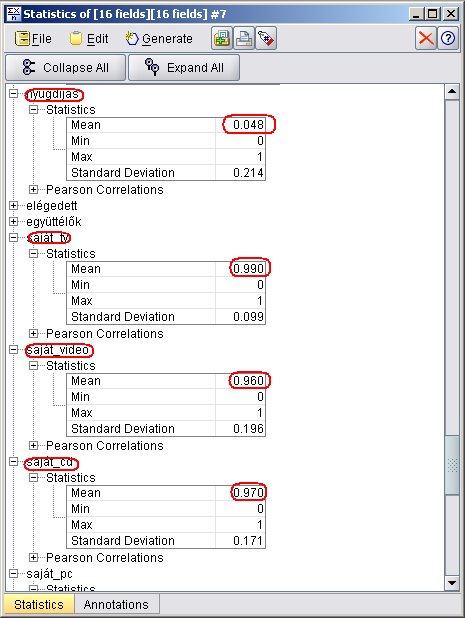 Statistics of [16 fields][16 fields] #7
File Edit Generate
Collapse All Expand All
nyugdíjas
Statistics
Mean 0.048
Min 0
Max 1
Standard Deviation 0.214
Pearson Correlations
elégedett
együttélők
saját_tv
Statistics
Mean 0.990
Min 0
Max 1
Standard Deviation 0.099
Pearson Correlations
saját_video
Statistics
Mean 0.960
Min 0
Max 1
Standard Deviation 0.196
Pearson Correlations
saját_cd
Statistics
Mean 0.970
Min 0
Max 1
Standard Deviation 0.171
Pearson Correlations
saját_pc
Statistics
Statistics Annotations